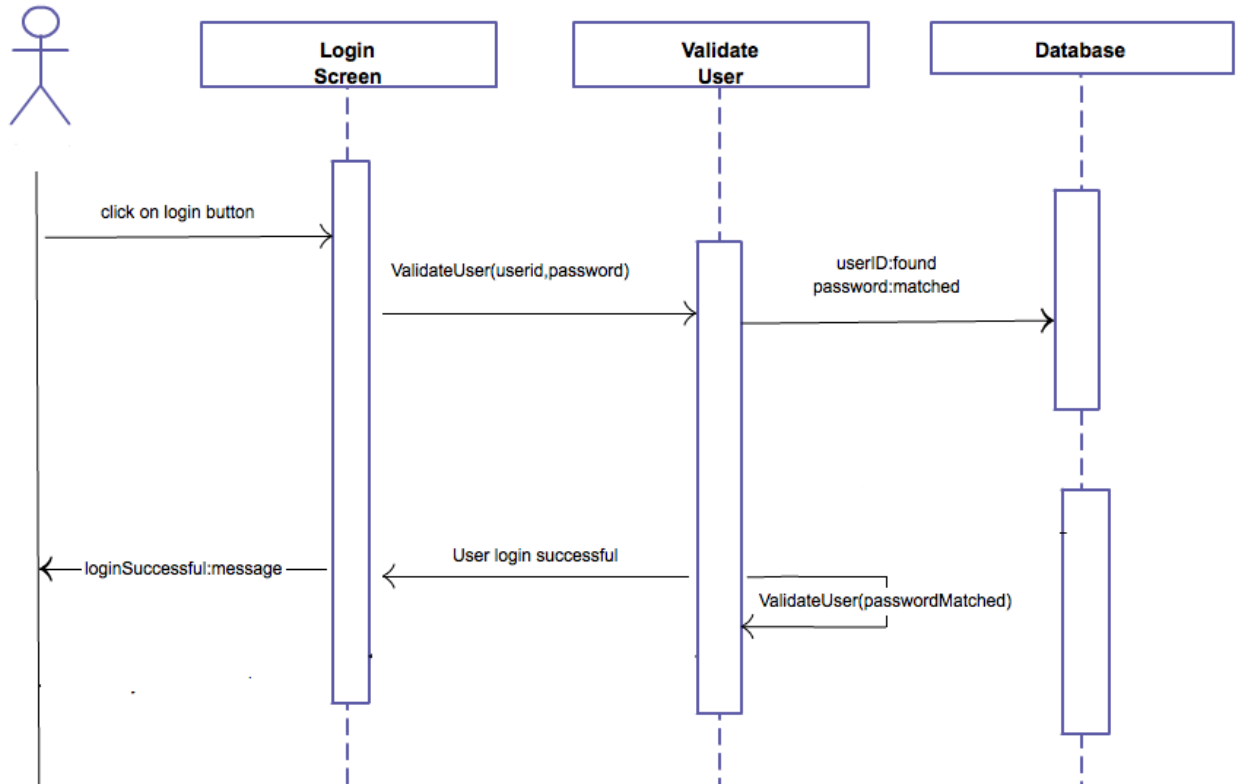 Login
Screen
Validate
User
Database
click on login button
ValidateUser(userid,password)
userID:found
password:matched
User login successful
loginSuccessful:message
ValidateUser(passwordMatched)